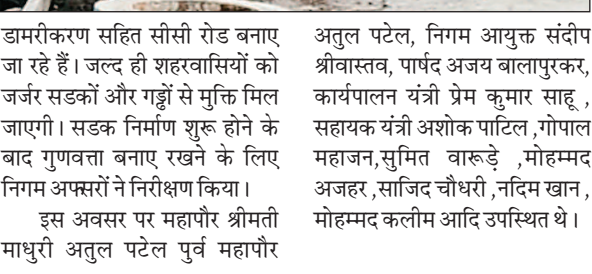 डामरीकरण सहित सीसी रोड बनाए
जा रहे हैं। जल्द ही शहरवासियों को
जर्जर सडकों और गड्ढों से मुक्ति मिल
जाएगी। सडक निर्माण शुरू होने के
बाद गुणवत्ता बनाए रखने के लिए
निगम अफ्सरों ने निरीक्षण किया।
इस अवसर पर महापौर श्रीमती
माधुरी अतुल पटेल पुर्व महापौर
अतुल पटेल, निगम आयुक्त संदीप
श्रीवास्तव, पार्षद अजय बालापुरकर,
कार्यपालन यंत्री प्रेम कुमार साहू ,
सहायक यंत्री अशोक पाटिल ,गोपाल
महाजन,सुमित वारूड़े ,मोहम्मद
अजहर ,साजिद चौधरी ,नदिम खान ,
मोहम्मद कलीम आदि उपस्थित थे।